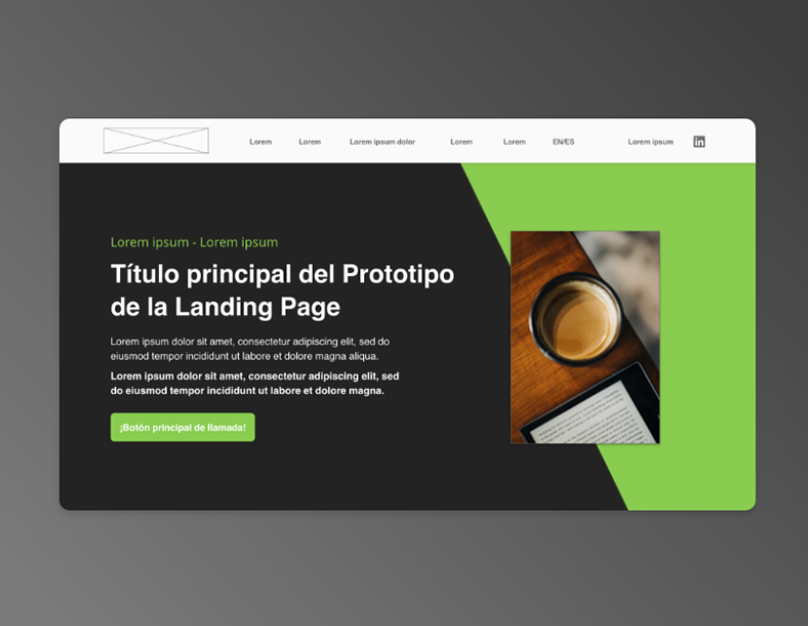 Lorem Lorem Lorem ipsum dolor Lorem Lorem EN/ES Lorem ipsum in
Lorem ipsum - Lorem ipsum
Título principal del Prototipo
de la Landing Page
Lorem ipsum dolor sit amet, consectetur adipiscing elit, sed do
eiusmod tempor incididunt ut labore et dolore magna aliqua.
Lorem ipsum dolor sit amet, consectetur adipiscing elit, sed
do eiusmod tempor incididunt ut labore et dolore magna.
¡Botón principal de llamada!